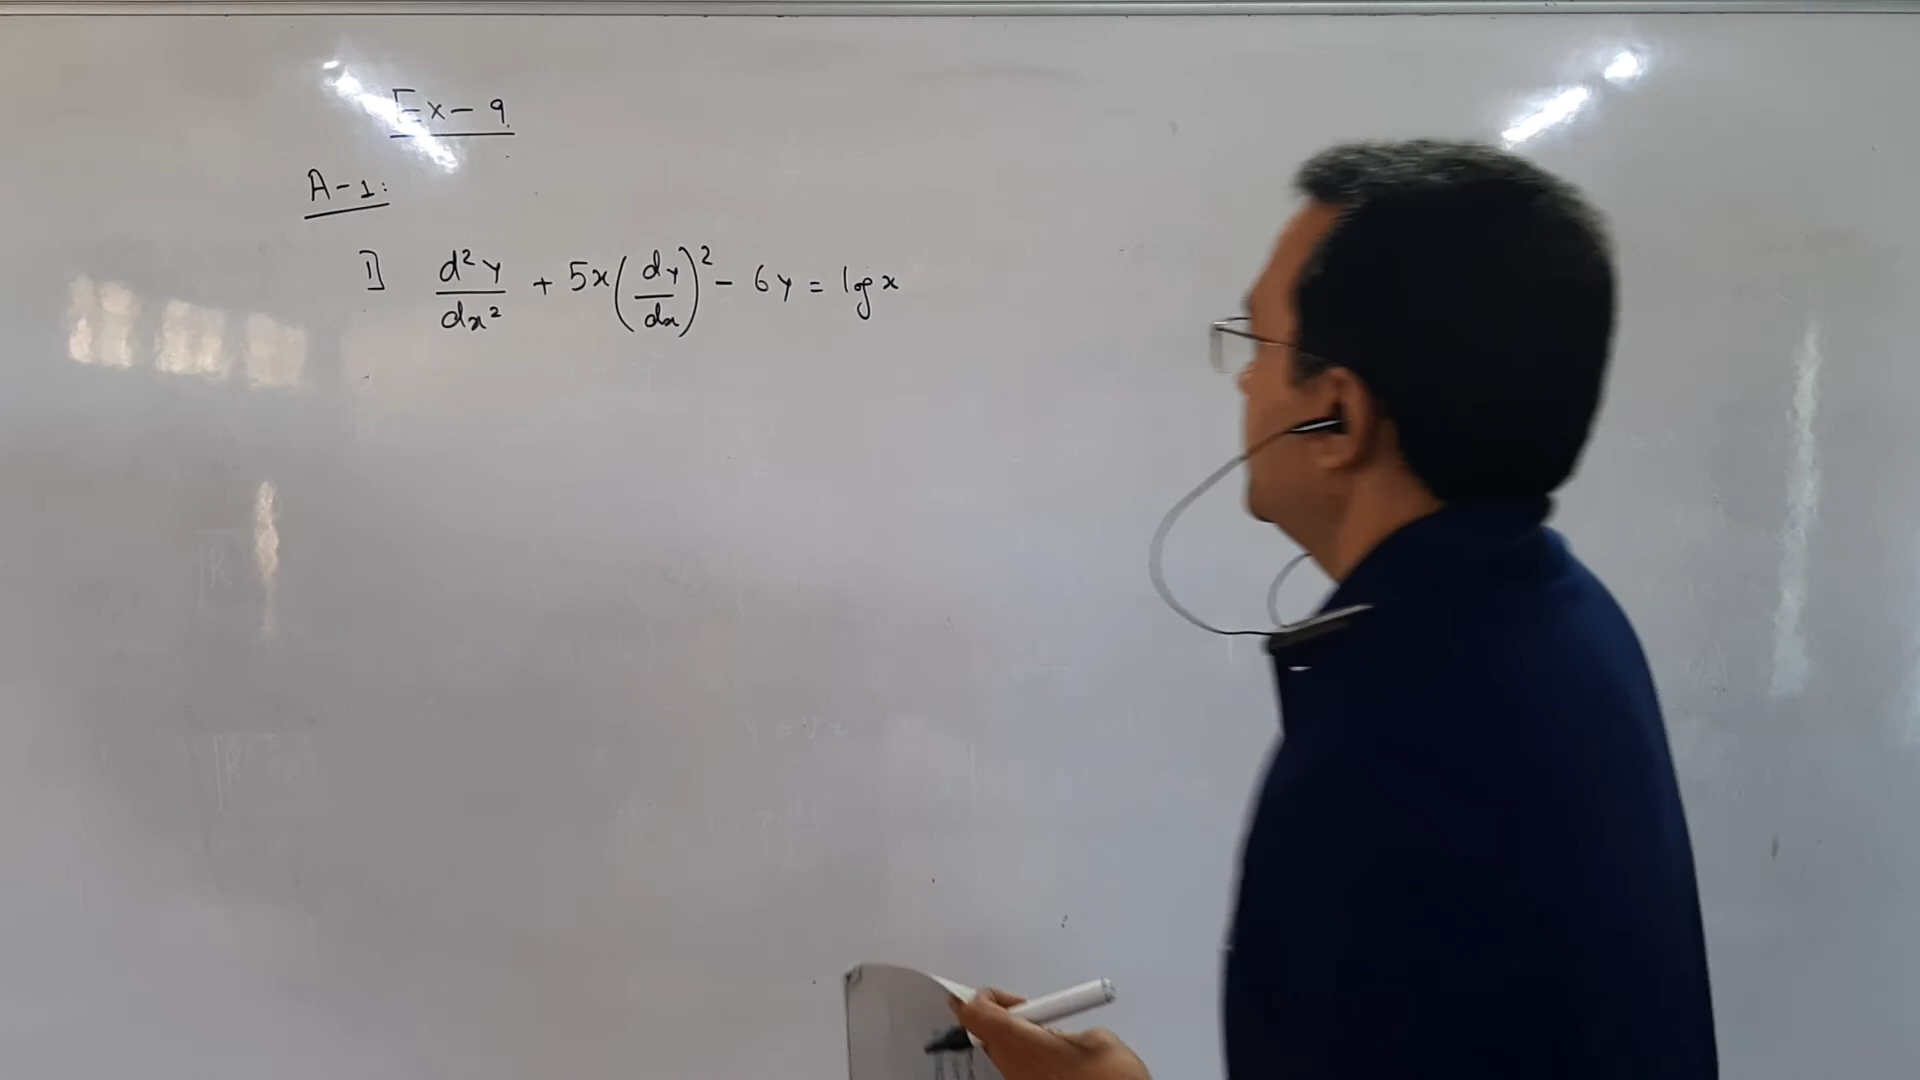 Ex - 9
A-1:
1] d²y/dx² + 5x(dy/dx)² - 6y = log x